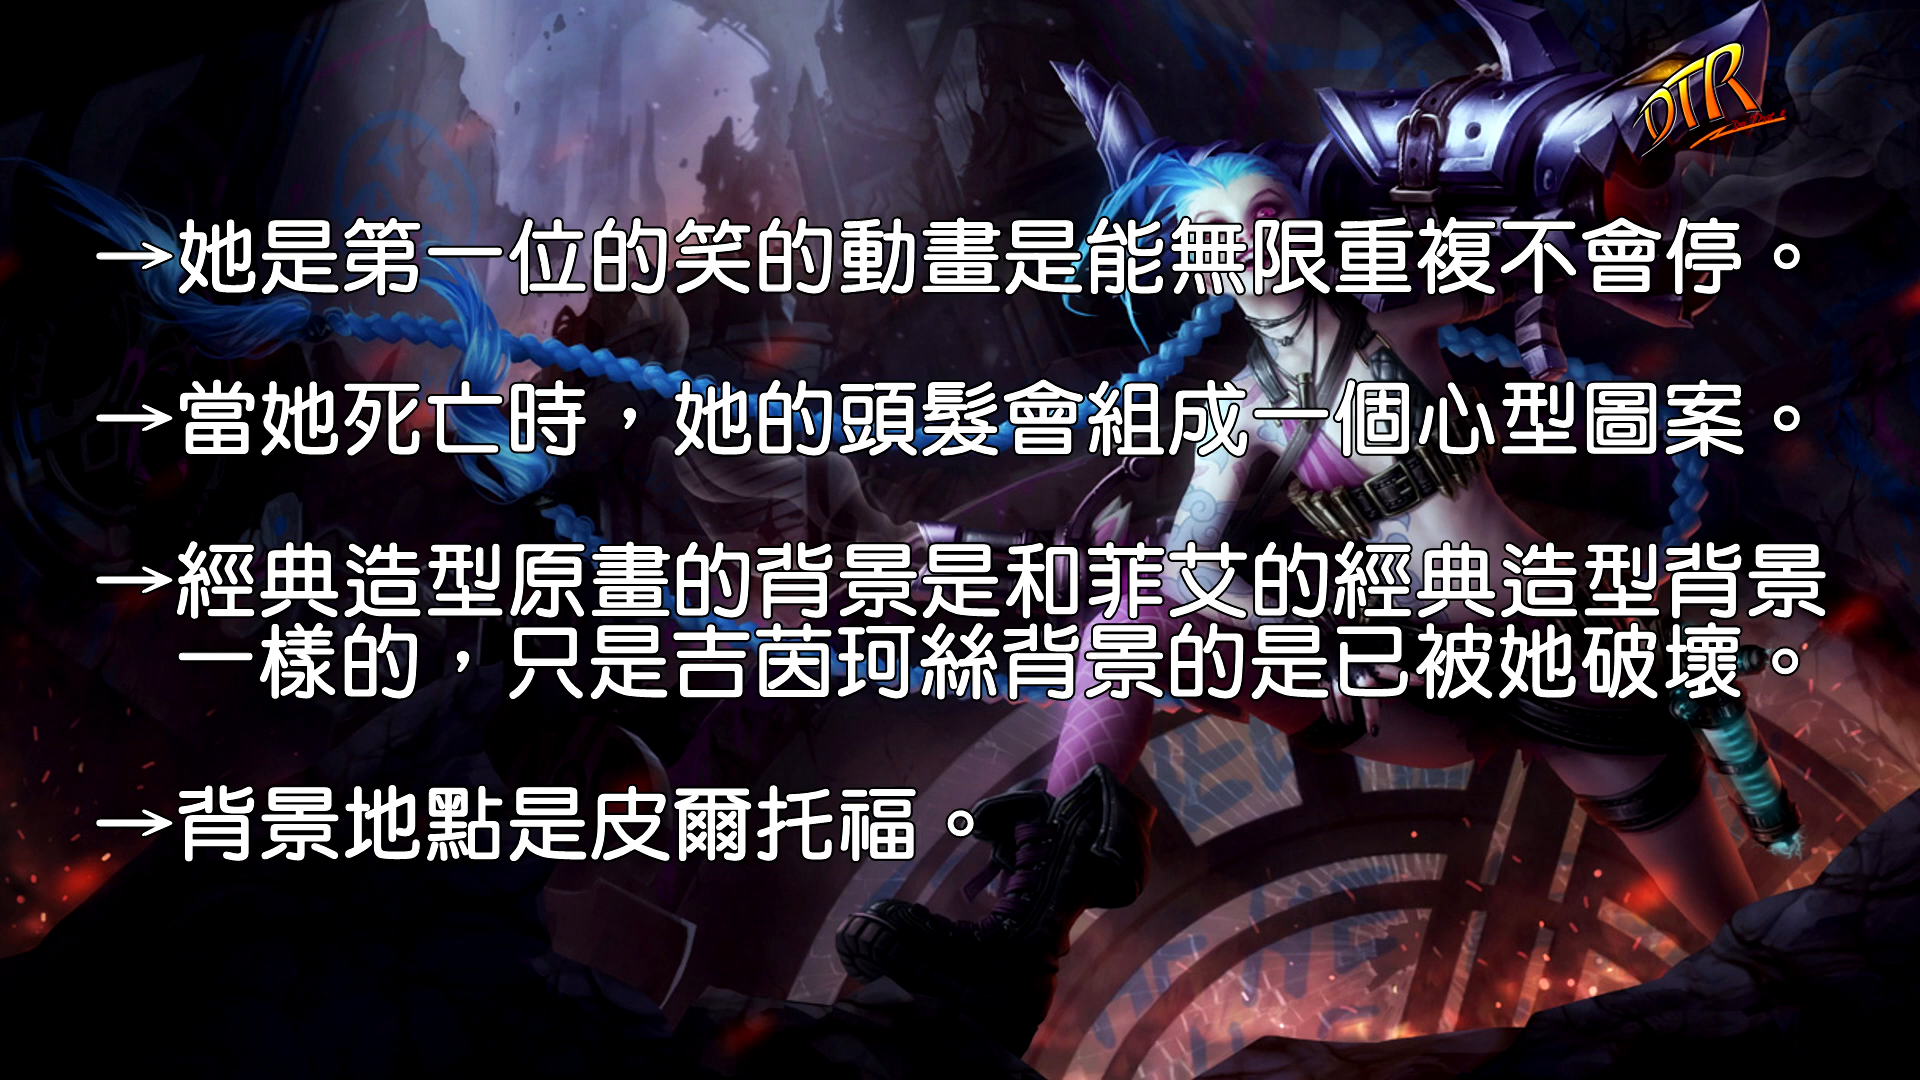 DTR
→她是第一位的笑的動畫是能無限重複不會停。
→當她死亡時，她的頭髮會組成一個心型圖案。
→經典造型原畫的背景是和菲艾的經典造型背景
一樣的，只是吉茵珂絲背景的是已被她破壞。
→背景地點是皮爾托福。